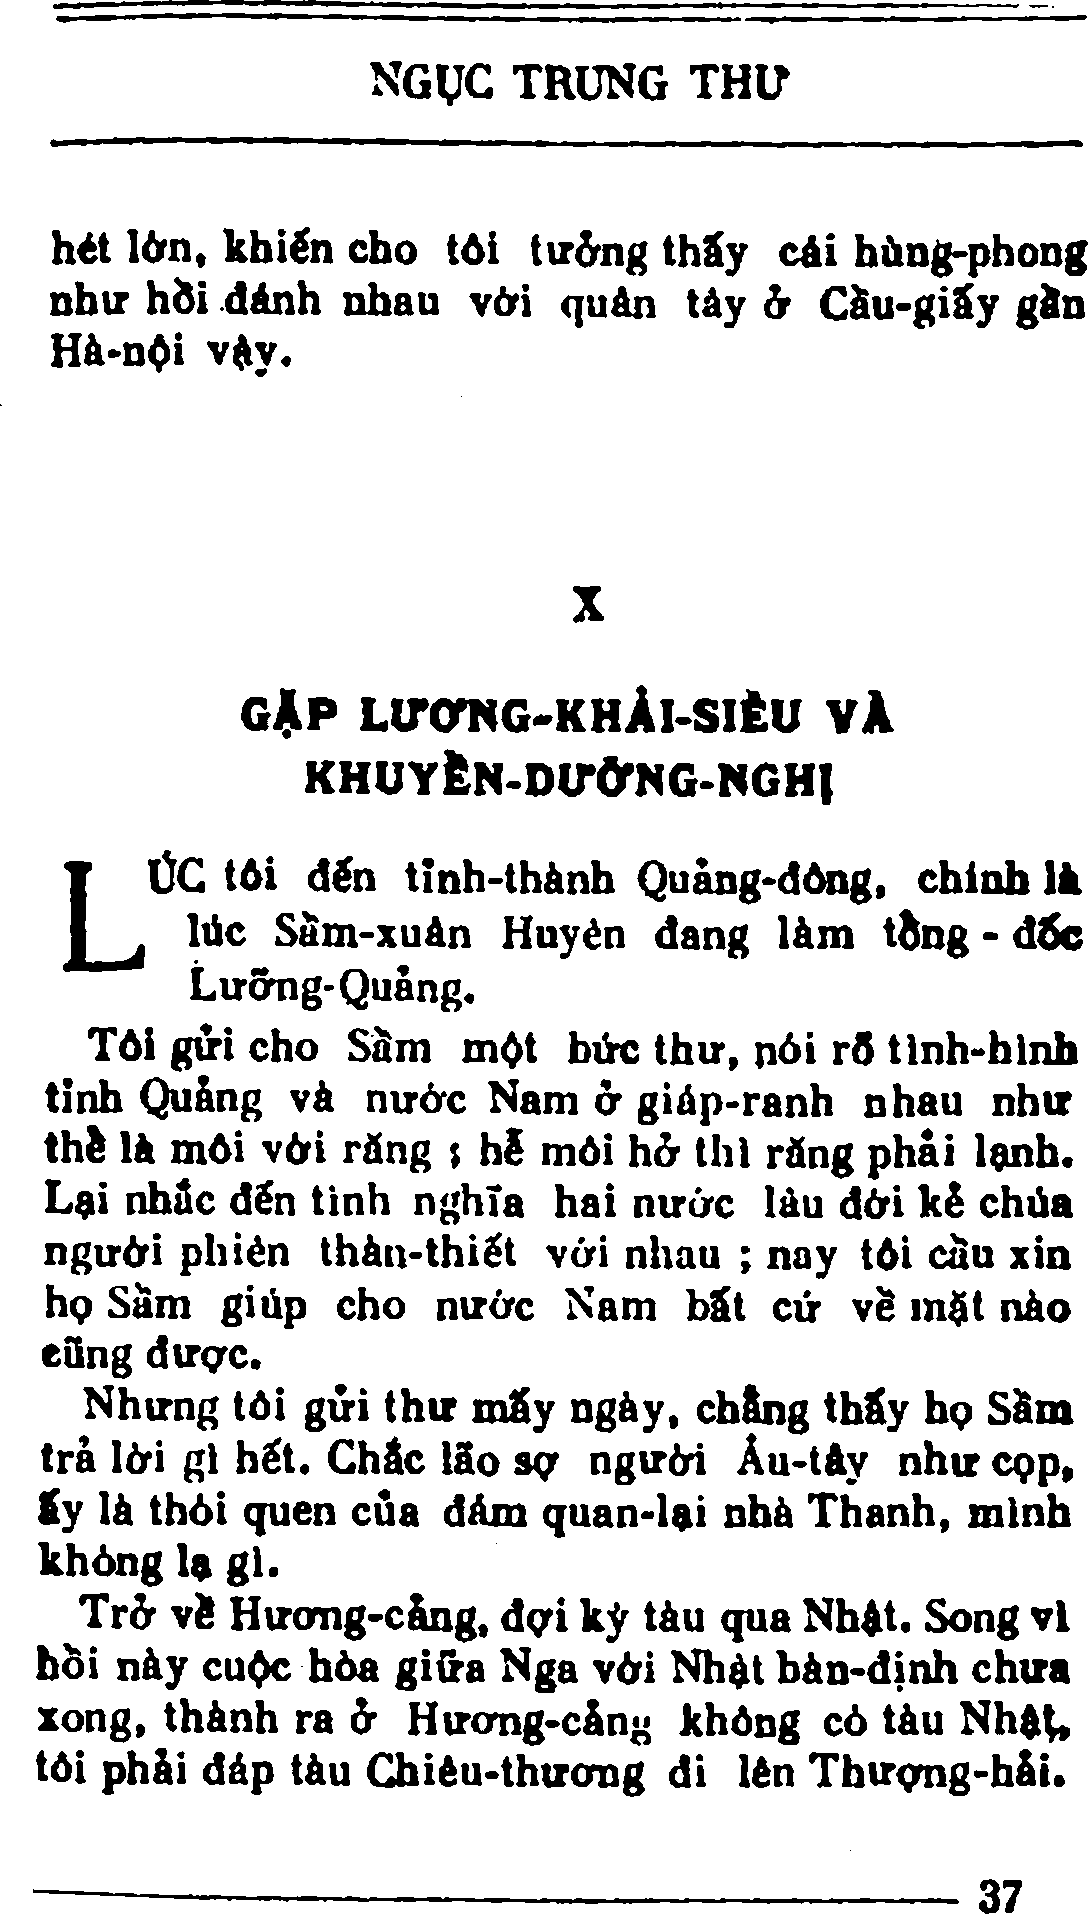 NGỤC TRUNG THƯ
hét lớn, khiến cho tôi tưởng thấy cái hùng-phong
như hồi đánh nhau với quân tây ở Cầu-giấy gần
Hà-nội vậy.
X
GẶP LƯƠNG-KHẢI-SIÊU VÀ
KHUYỀN-DƯỠNG-NGHỊ
LÚC tôi đến tỉnh-thành Quảng-đông, chính là
lúc Sầm-xuân Huyên đang làm tổng - đốc
Lưỡng-Quảng.
Tôi gửi cho Sầm một bức thư, nói rõ tình-hình
tỉnh Quảng và nước Nam ở giáp-ranh nhau như
thể là môi với răng ; hễ môi hở thì răng phải lạnh.
Lại nhắc đến tình nghĩa hai nước lâu đời kẻ chúa
người phiên thân-thiết với nhau ; nay tôi cầu xin
họ Sầm giúp cho nước Nam bất cứ về mặt nào
cũng được.
Nhưng tôi gửi thư mấy ngày, chẳng thấy họ Sầm
trả lời gì hết. Chắc lão sợ người Âu-tây như cọp,
ấy là thói quen của đám quan-lại nhà Thanh, mình
không lạ gì.
Trở về Hương-cảng, đợi kỳ tàu qua Nhật. Song vì
hồi này cuộc hòa giữa Nga với Nhật bàn-định chưa
xong, thành ra ở Hương-cảng không có tàu Nhật,
tôi phải đáp tàu Chiêu-thương đi lên Thượng-hải.
37